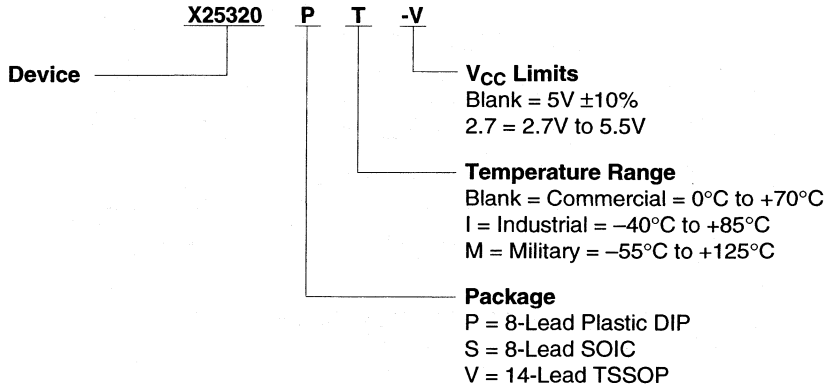 X25320 P T -V
Device
VCC Limits
Blank = 5V ±10%
2.7 = 2.7V to 5.5V
Temperature Range
Blank = Commercial = 0°C to +70°C
I = Industrial = –40°C to +85°C
M = Military = –55°C to +125°C
Package
P = 8-Lead Plastic DIP
S = 8-Lead SOIC
V = 14-Lead TSSOP